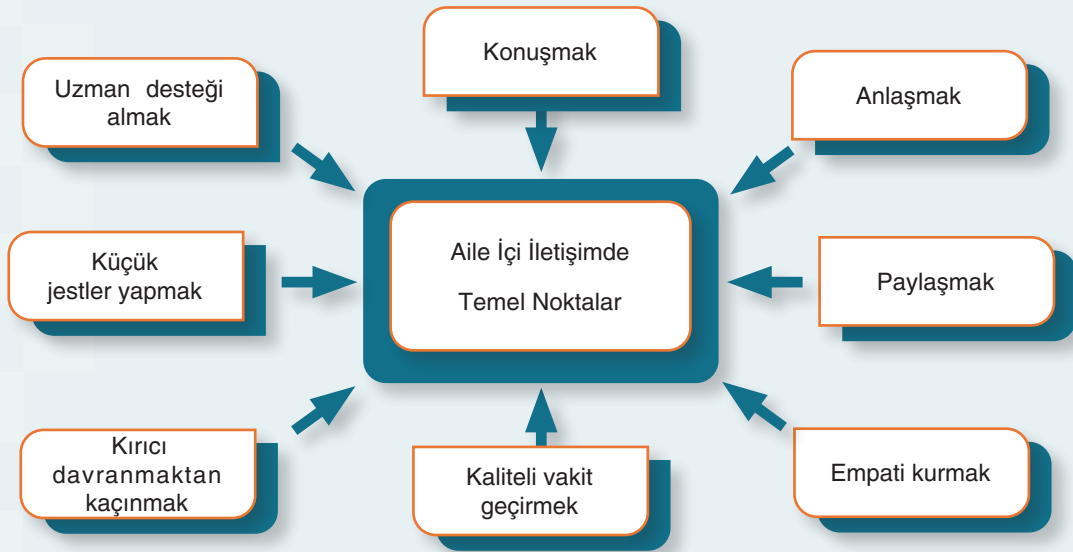 Konuşmak
Uzman desteği
almak
Anlaşmak
Aile İçi İletişimde
Temel Noktalar
Küçük
jestler yapmak
Paylaşmak
Kırıcı
davranmaktan
kaçınmak
Kaliteli vakit
geçirmek
Empati kurmak